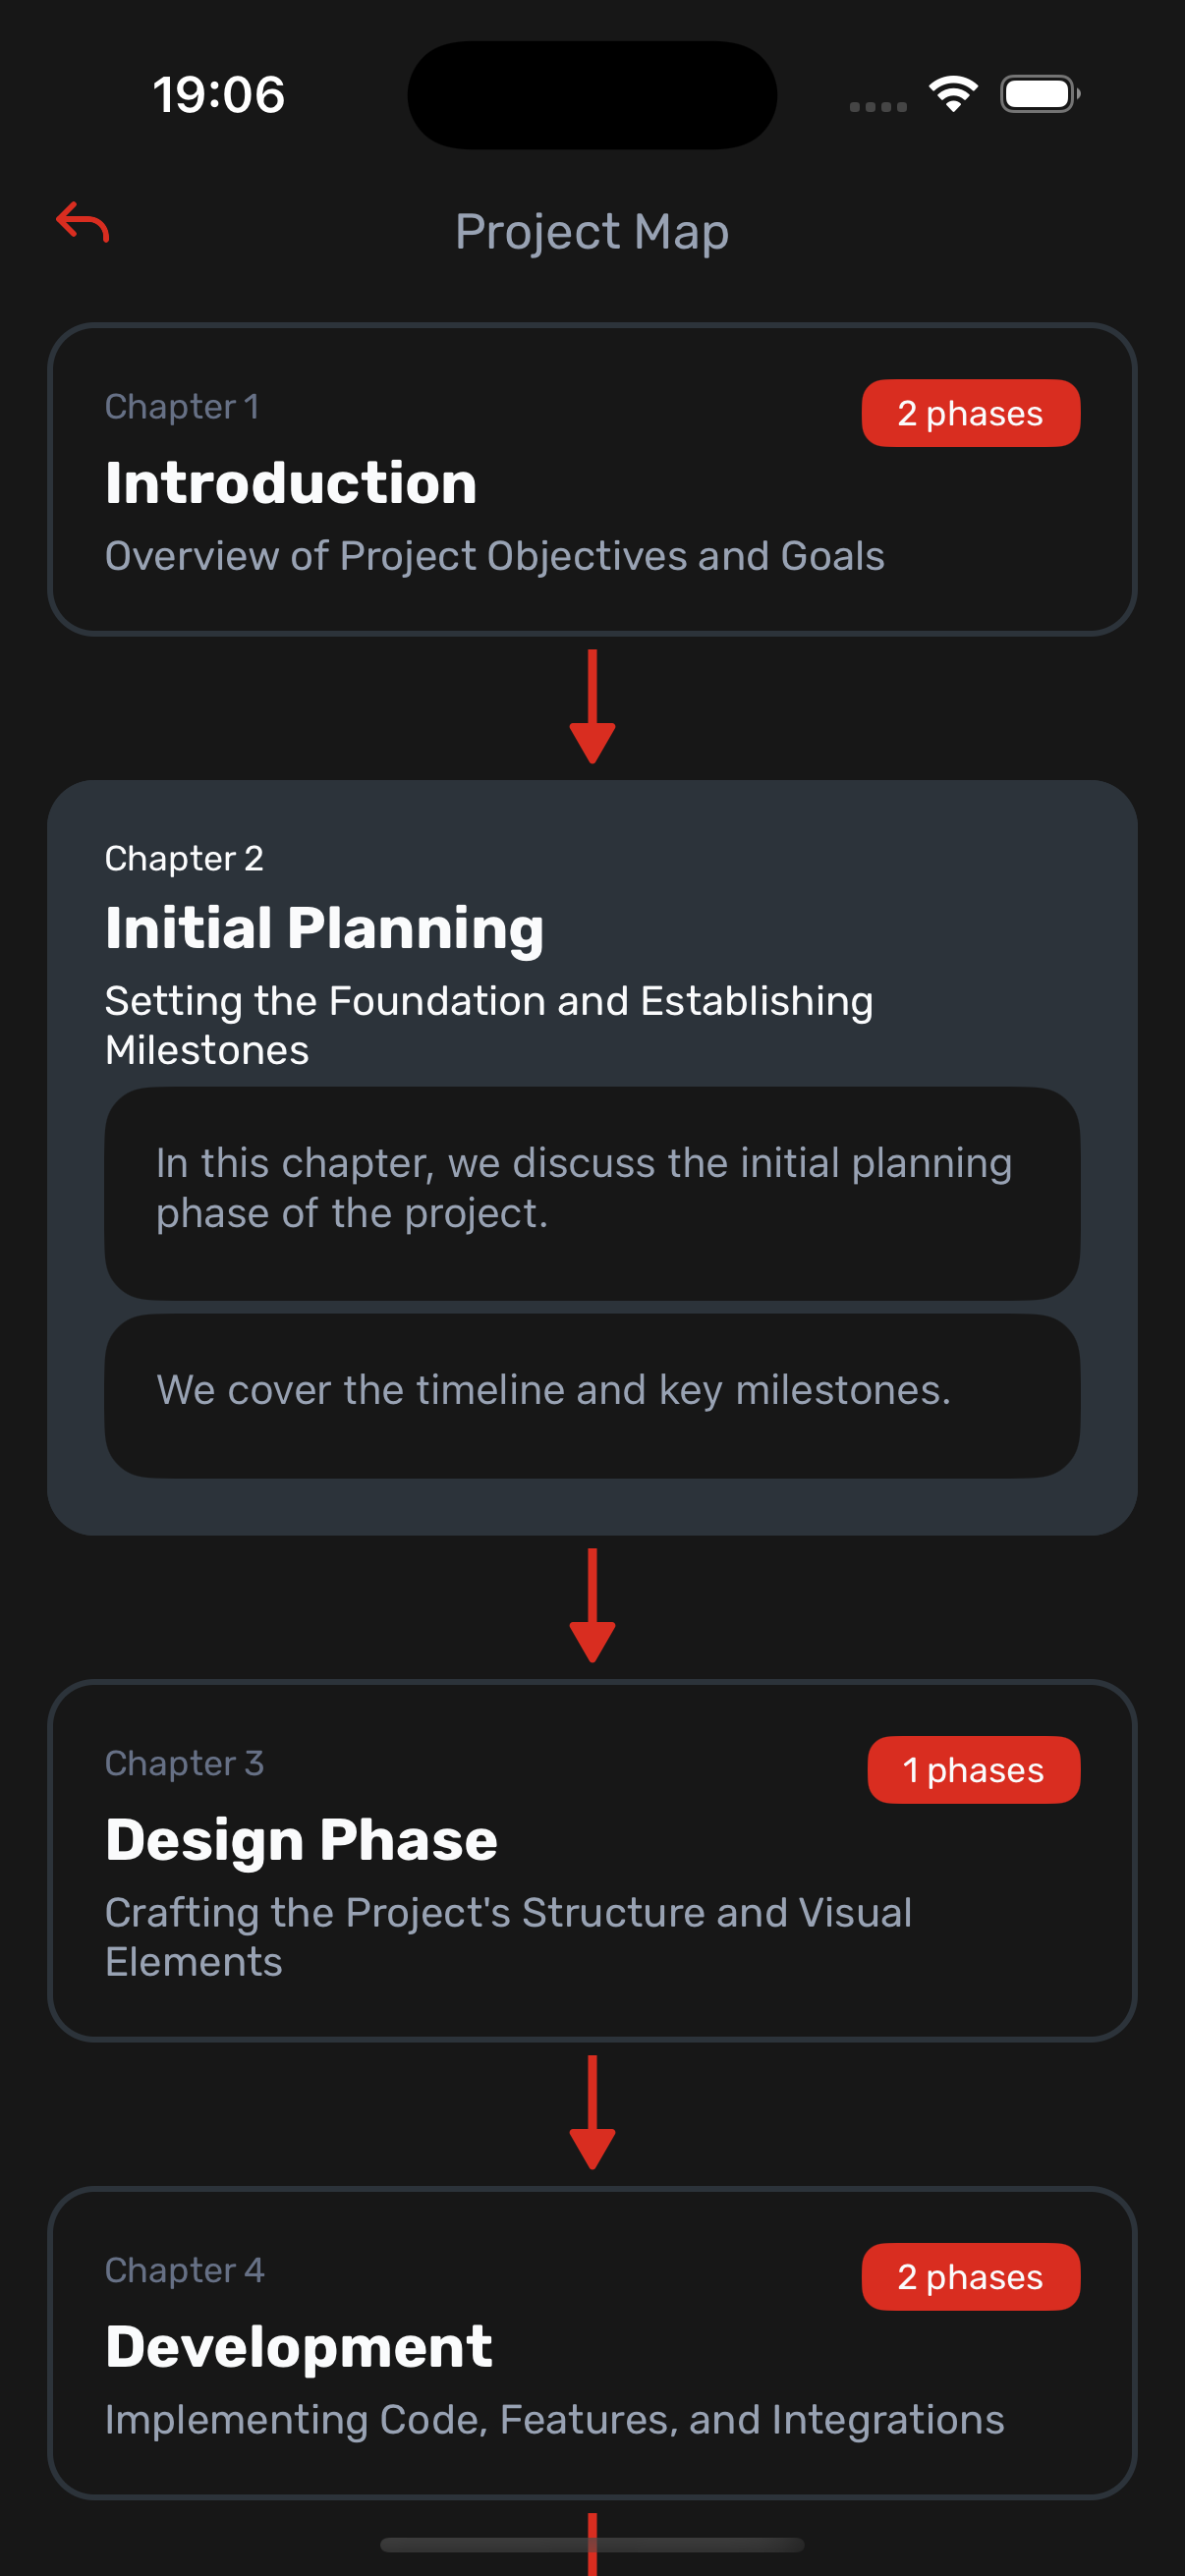 19:06
Project Map
Chapter 1
2 phases
Introduction
Overview of Project Objectives and Goals
Chapter 2
Initial Planning
Setting the Foundation and Establishing
Milestones
In this chapter, we discuss the initial planning
phase of the project.
We cover the timeline and key milestones.
Chapter 3
1 phases
Design Phase
Crafting the Project's Structure and Visual
Elements
Chapter 4
2 phases
Development
Implementing Code, Features, and Integrations